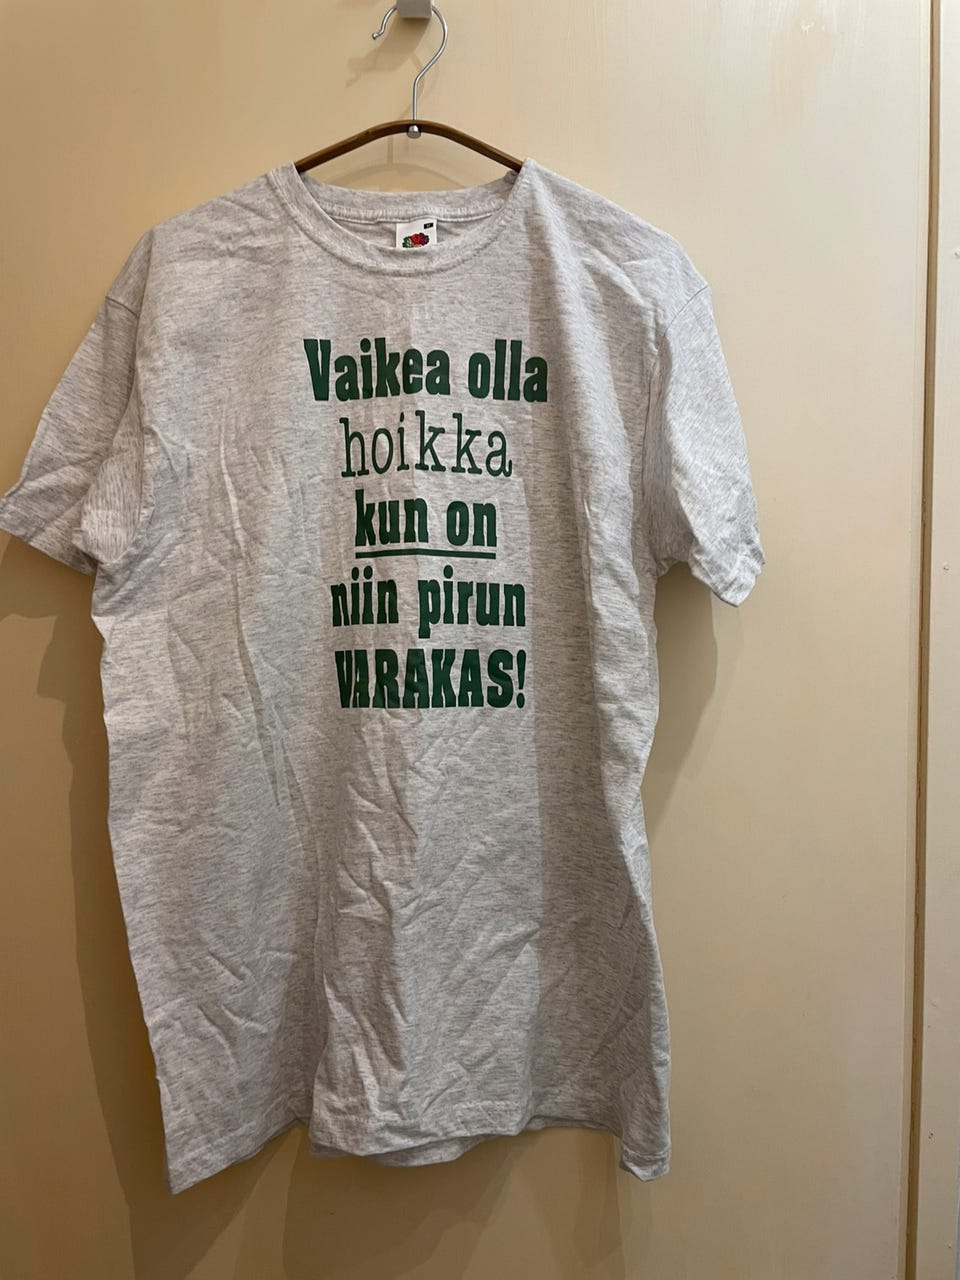 Vaikea olla
hoikka
kun on
niin pirun
VARAKAS!